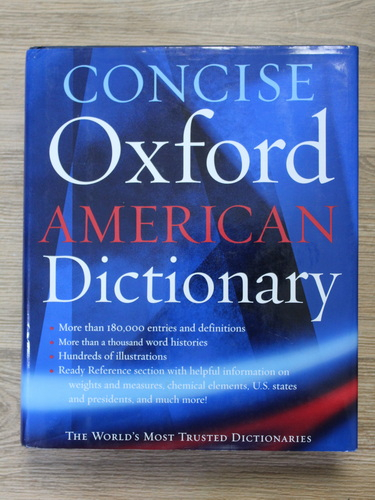 CONCISE
Oxford
AMERICAN
Dictionary
• More than 180,000 entries and definitions
• More than a thousand word histories
• Hundreds of illustrations
• Ready Reference section with helpful information on
weights and measures, chemical elements, U.S. states
and presidents, and much more!
THE WORLD'S MOST TRUSTED DICTIONARIES